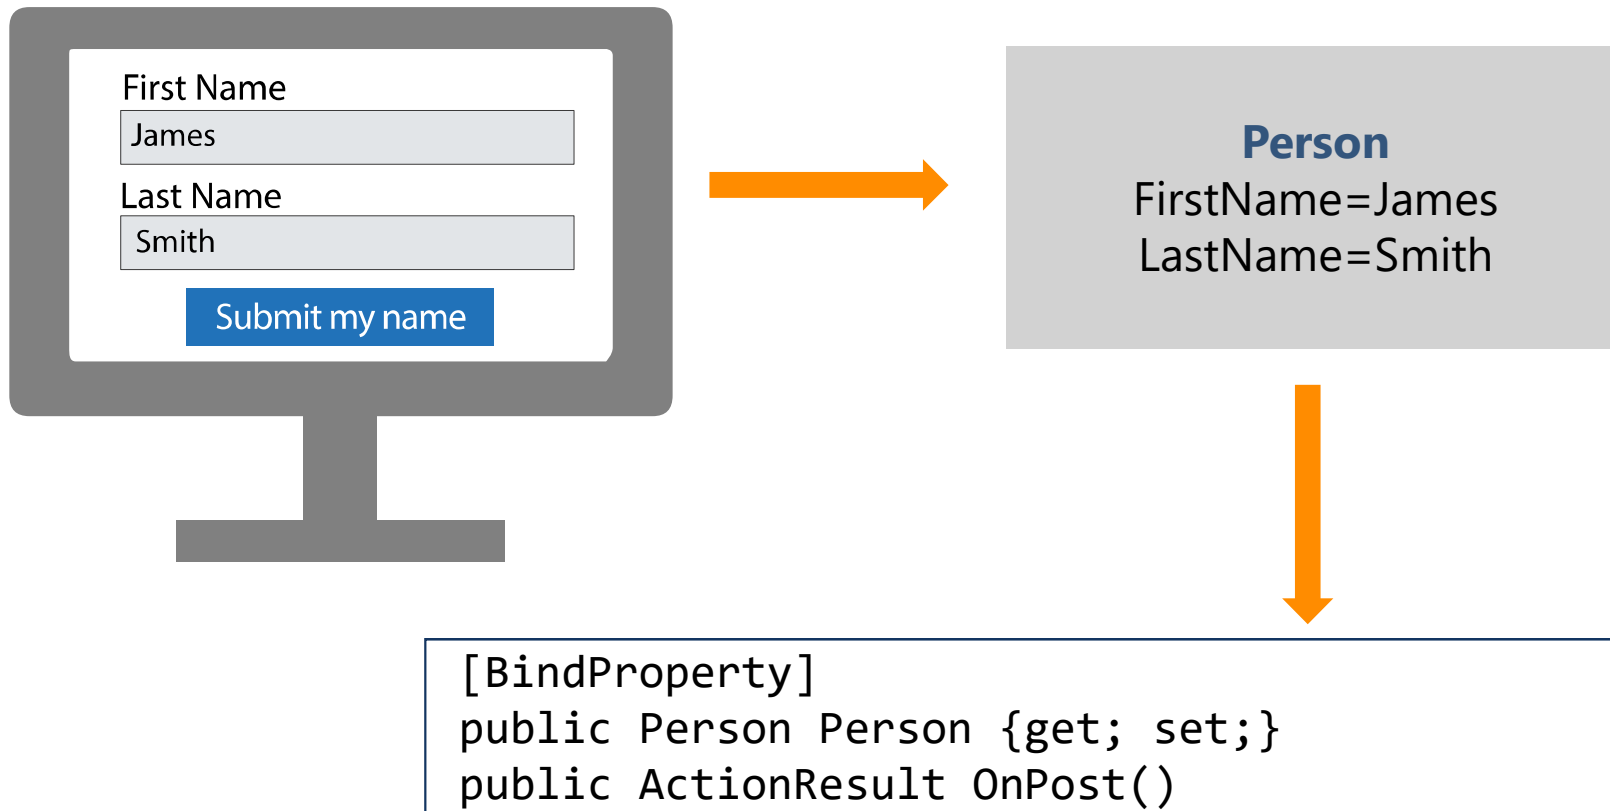 First Name
James
Last Name
Smith
Submit my name
Person
FirstName=James
LastName=Smith
[BindProperty]
public Person Person {get; set;}
public ActionResult OnPost()